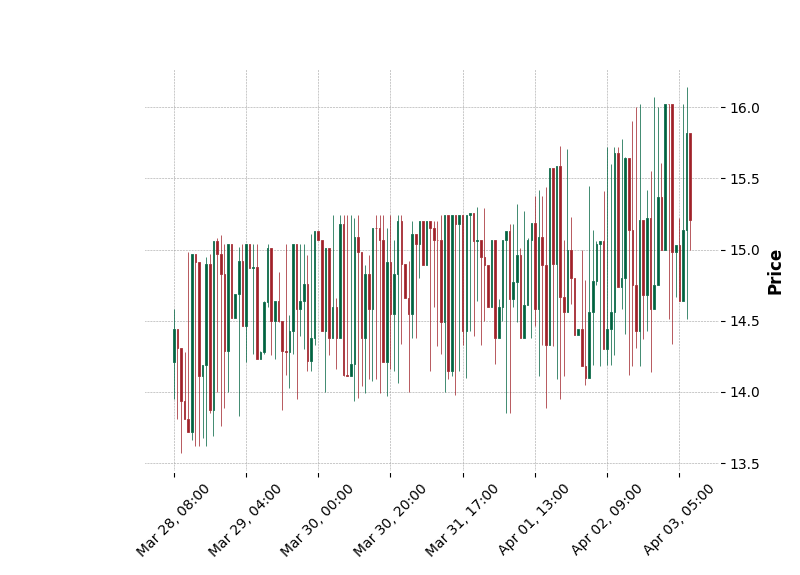 16.0
15.5
15.0
14.5
14.0
13.5
Price
Mar 28, 08:00
Mar 29, 04:00
Mar 30, 00:00
Mar 30, 20:00
Mar 31, 17:00
Apr 01, 13:00
Apr 02, 09:00
Apr 03, 05:00